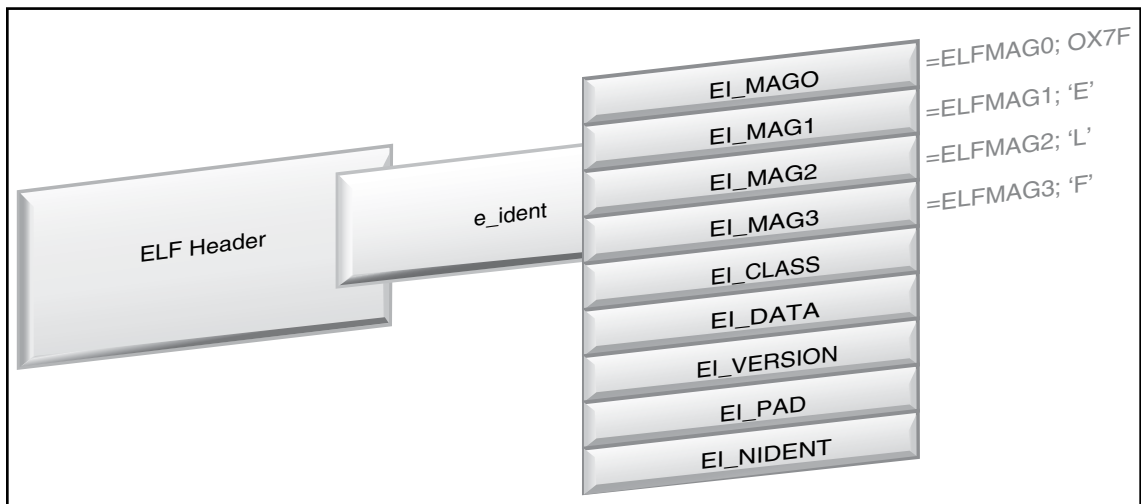 ELF Header
e_ident
EI_MAGO
=ELFMAG0; OX7F
EI_MAG1
=ELFMAG1; ‘E’
EI_MAG2
=ELFMAG2; ‘L’
EI_MAG3
=ELFMAG3; ‘F’
EI_CLASS
EI_DATA
EI_VERSION
EI_PAD
EI_NIDENT